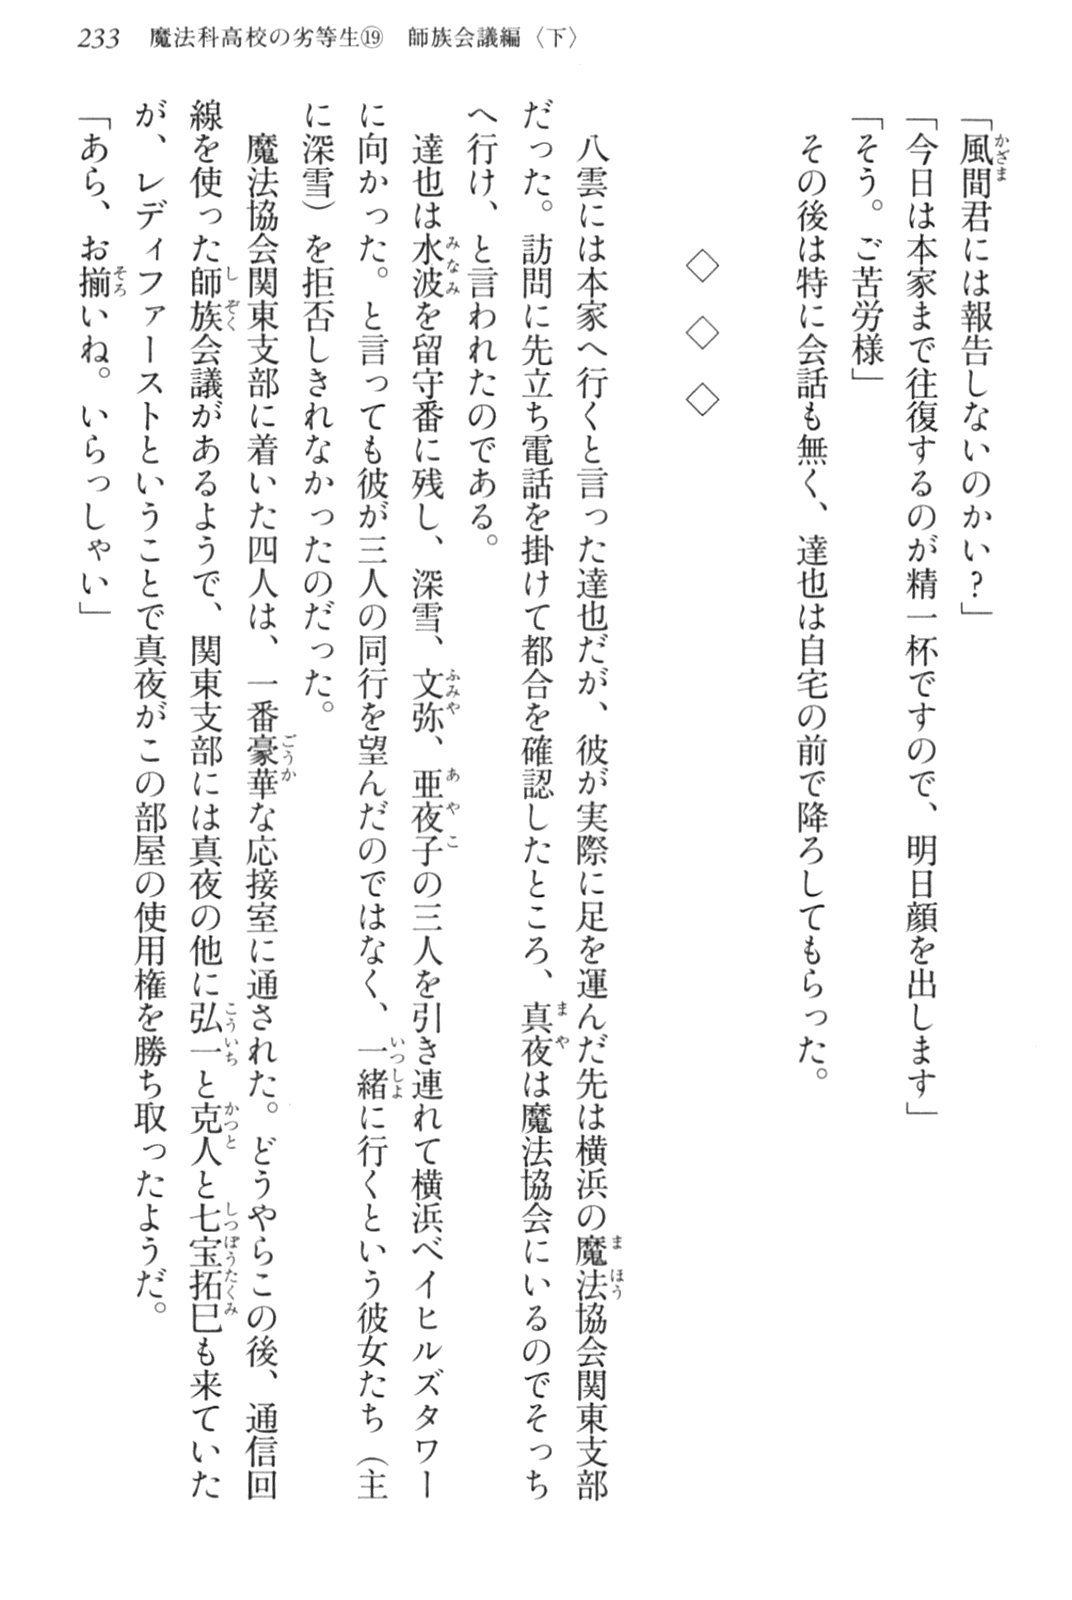 233　魔法科高校の劣等生⑲　師族会議編〈下〉
「風間君には報告しないのかい？」
「今日は本家まで往復するのが精一杯ですので、明日顔を出します」
「そう。ご苦労様」
　その後は特に会話も無く、達也は自宅の前で降ろしてもらった。
◇　◇　◇
　八雲には本家へ行くと言った達也だが、彼が実際に足を運んだ先は横浜の魔法協会関東支部
だった。訪問に先立ち電話を掛けて都合を確認したところ、真夜は魔法協会にいるのでそっち
へ行け、と言われたのである。
　達也は水波を留守番に残し、深雪、文弥、亜夜子の三人を引き連れて横浜ベイヒルズタワー
に向かった。と言っても彼が三人の同行を望んだのではなく、一緒に行くという彼女たち（主
に深雪）を拒否しきれなかったのだった。
　魔法協会関東支部に着いた四人は、一番豪華な応接室に通された。どうやらこの後、通信回
線を使った師族会議があるようで、関東支部には真夜の他に弘一と克人と七宝拓巳も来ていた
が、レディファーストということで真夜がこの部屋の使用権を勝ち取ったようだ。
「あら、お揃いね。いらっしゃい」